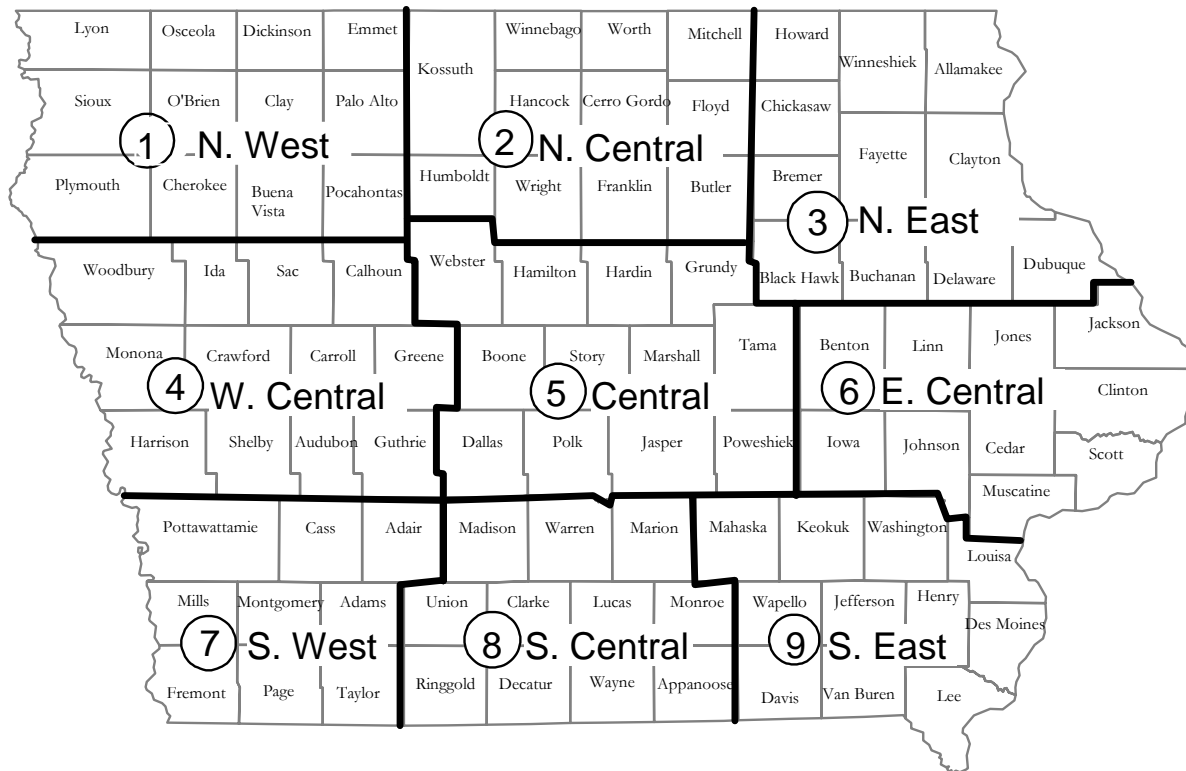 Lyon Osceola Dickinson Emmet Winnebago Worth Mitchell Howard
Kossuth Winneshiek Allamakee
Sioux O'Brien Clay Palo Alto Hancock Cerro Gordo Floyd Chickasaw
1 N. West 2 N. Central
Fayette Clayton
Plymouth Cherokee Buena Vista Pocahontas Humboldt Wright Franklin Butler Bremer
3 N. East
Woodbury Ida Sac Calhoun Webster Hamilton Hardin Grundy Black Hawk Buchanan Delaware Dubuque
Monona Crawford Carroll Greene Boone Story Marshall Tama Benton Linn Jones Jackson
4 W. Central 5 Central 6 E. Central Clinton
Harrison Shelby Audubon Guthrie Dallas Polk Jasper Poweshiek Iowa Johnson Cedar Scott
Muscatine
Pottawattamie Cass Adair Madison Warren Marion Mahaska Keokuk Washington
Louisa
Mills Montgomery Adams Union Clarke Lucas Monroe Wapello Jefferson Henry
Des Moines
7 S. West 8 S. Central 9 S. East
Fremont Page Taylor Ringgold Decatur Wayne Appanoose Davis Van Buren Lee